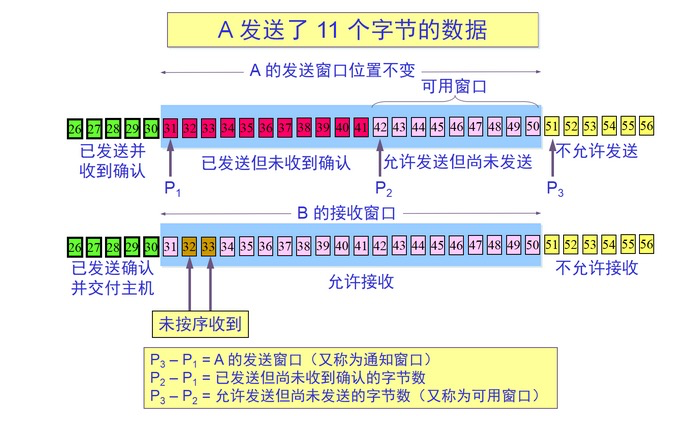 A 发送了 11 个字节的数据
A 的发送窗口位置不变
可用窗口
26 27 28 29 30 31 32 33 34 35 36 37 38 39 40 41 42 43 44 45 46 47 48 49 50 51 52 53 54 55 56
已发送并
收到确认
已发送但未收到确认
允许发送但尚未发送
不允许发送
P1
P2
P3
B 的接收窗口
26 27 28 29 30 31 32 33 34 35 36 37 38 39 40 41 42 43 44 45 46 47 48 49 50 51 52 53 54 55 56
已发送确认
并交付主机
允许接收
不允许接收
未按序收到
P3 – P1 = A 的发送窗口（又称为通知窗口）
P2 – P1 = 已发送但尚未收到确认的字节数
P3 – P2 = 允许发送但尚未发送的字节数（又称为可用窗口）